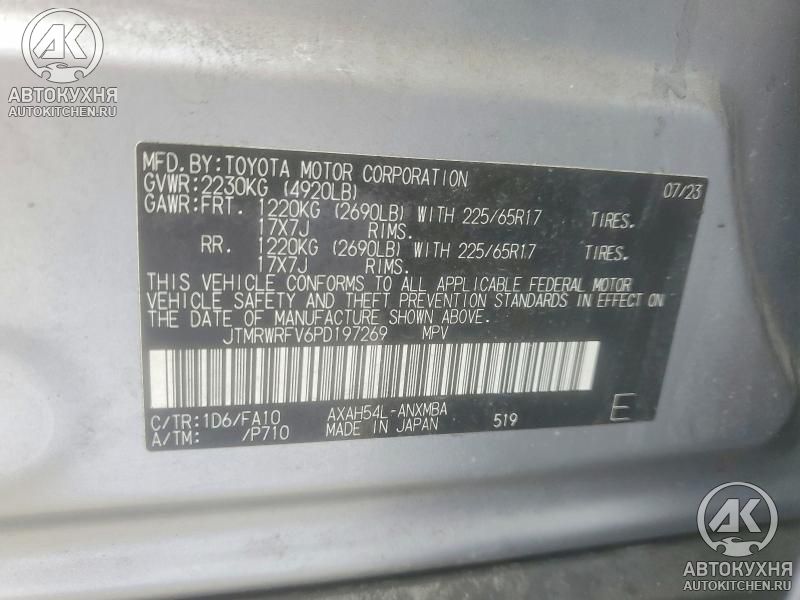 АК
АВТОКУХНЯ
AUTOKITCHEN.RU
MFD.BY:TOYOTA MOTOR CORPORATION 07/23
GVWR:2230KG (4920LB)
GAWR:FRT. 1220KG (2690LB) WITH 225/65R17 TIRES.
17X7J RIMS.
RR. 1220KG (2690LB) WITH 225/65R17 TIRES.
17X7J RIMS.
THIS VEHICLE CONFORMS TO ALL APPLICABLE FEDERAL MOTOR
VEHICLE SAFETY AND THEFT PREVENTION STANDARDS IN EFFECT ON
THE DATE OF MANUFACTURE SHOWN ABOVE.
JTMRWRFV6PD197269 MPV
C/TR:1D6/FA10 AXAH54L-ANXMBA
A/TM: /P710 MADE IN JAPAN 519 E
АК
АВТОКУХНЯ
AUTOKITCHEN.RU